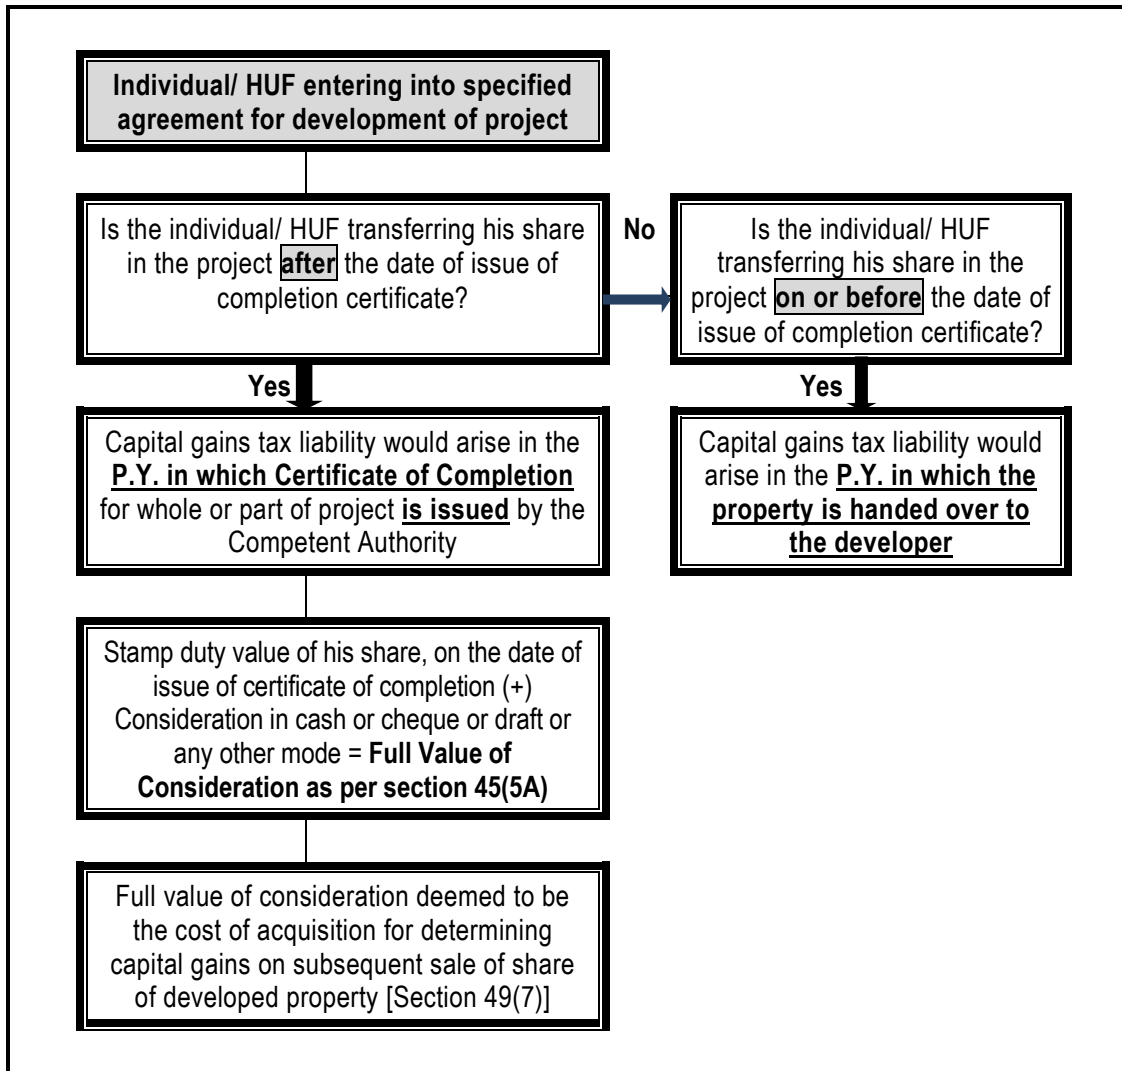 Individual/ HUF entering into specified
agreement for development of project
Is the individual/ HUF transferring his share
in the project after the date of issue of
completion certificate?
No
Is the individual/ HUF
transferring his share in the
project on or before the date of
issue of completion certificate?
Yes
Yes
Capital gains tax liability would arise in the
P.Y. in which Certificate of Completion
for whole or part of project is issued by the
Competent Authority
Capital gains tax liability would
arise in the P.Y. in which the
property is handed over to
the developer
Stamp duty value of his share, on the date of
issue of certificate of completion (+)
Consideration in cash or cheque or draft or
any other mode = Full Value of
Consideration as per section 45(5A)
Full value of consideration deemed to be
the cost of acquisition for determining
capital gains on subsequent sale of share
of developed property [Section 49(7)]